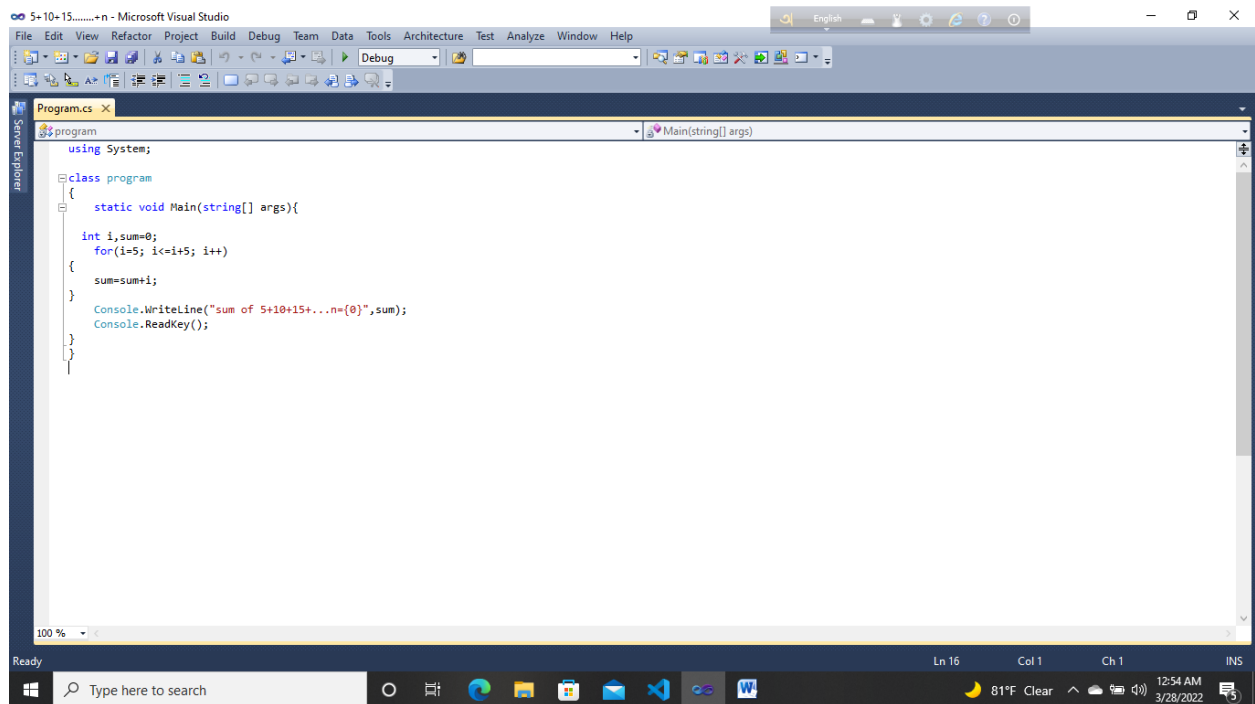 5+10+15........+n - Microsoft Visual Studio
English
File Edit View Refactor Project Build Debug Team Data Tools Architecture Test Analyze Window Help
Debug
Program.cs
Server Explorer
program
Main(string[] args)
using System;
class program
{
static void Main(string[] args){
int i,sum=0;
for(i=5; i<=i+5; i++)
{
sum=sum+i;
}
Console.WriteLine("sum of 5+10+15+...n={0}",sum);
Console.ReadKey();
}
}
100 %
Ready
Ln 16 Col 1 Ch 1 INS
Type here to search
81°F Clear
12:54 AM
3/28/2022
5